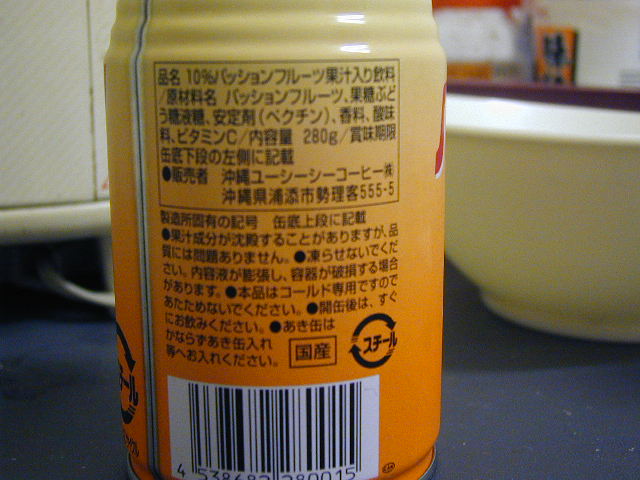 品名 10%パッションフルーツ果汁入り飲料
/原材料名 パッションフルーツ、果糖ぶど
う糖液糖、安定剤(ペクチン)、香料、酸味
料、ビタミンC/内容量 280g/賞味期限
缶底下段の左側に記載
●販売者 沖縄ユーシーシーコーヒー㈱
沖縄県浦添市勢理客555-5
製造所固有の記号 缶底上段に記載
●果汁成分が沈殿することがありますが、品
質には問題ありません。●凍らせないでくだ
さい。内容液が膨張し、容器が破損する場合
があります。●本品はコールド専用ですので
あたためないでください。●開缶後は、すぐ
にお飲みください。●あき缶は
かならずあき缶入れ
等へお入れください。
国産
スチール
チール
4 538682 280015